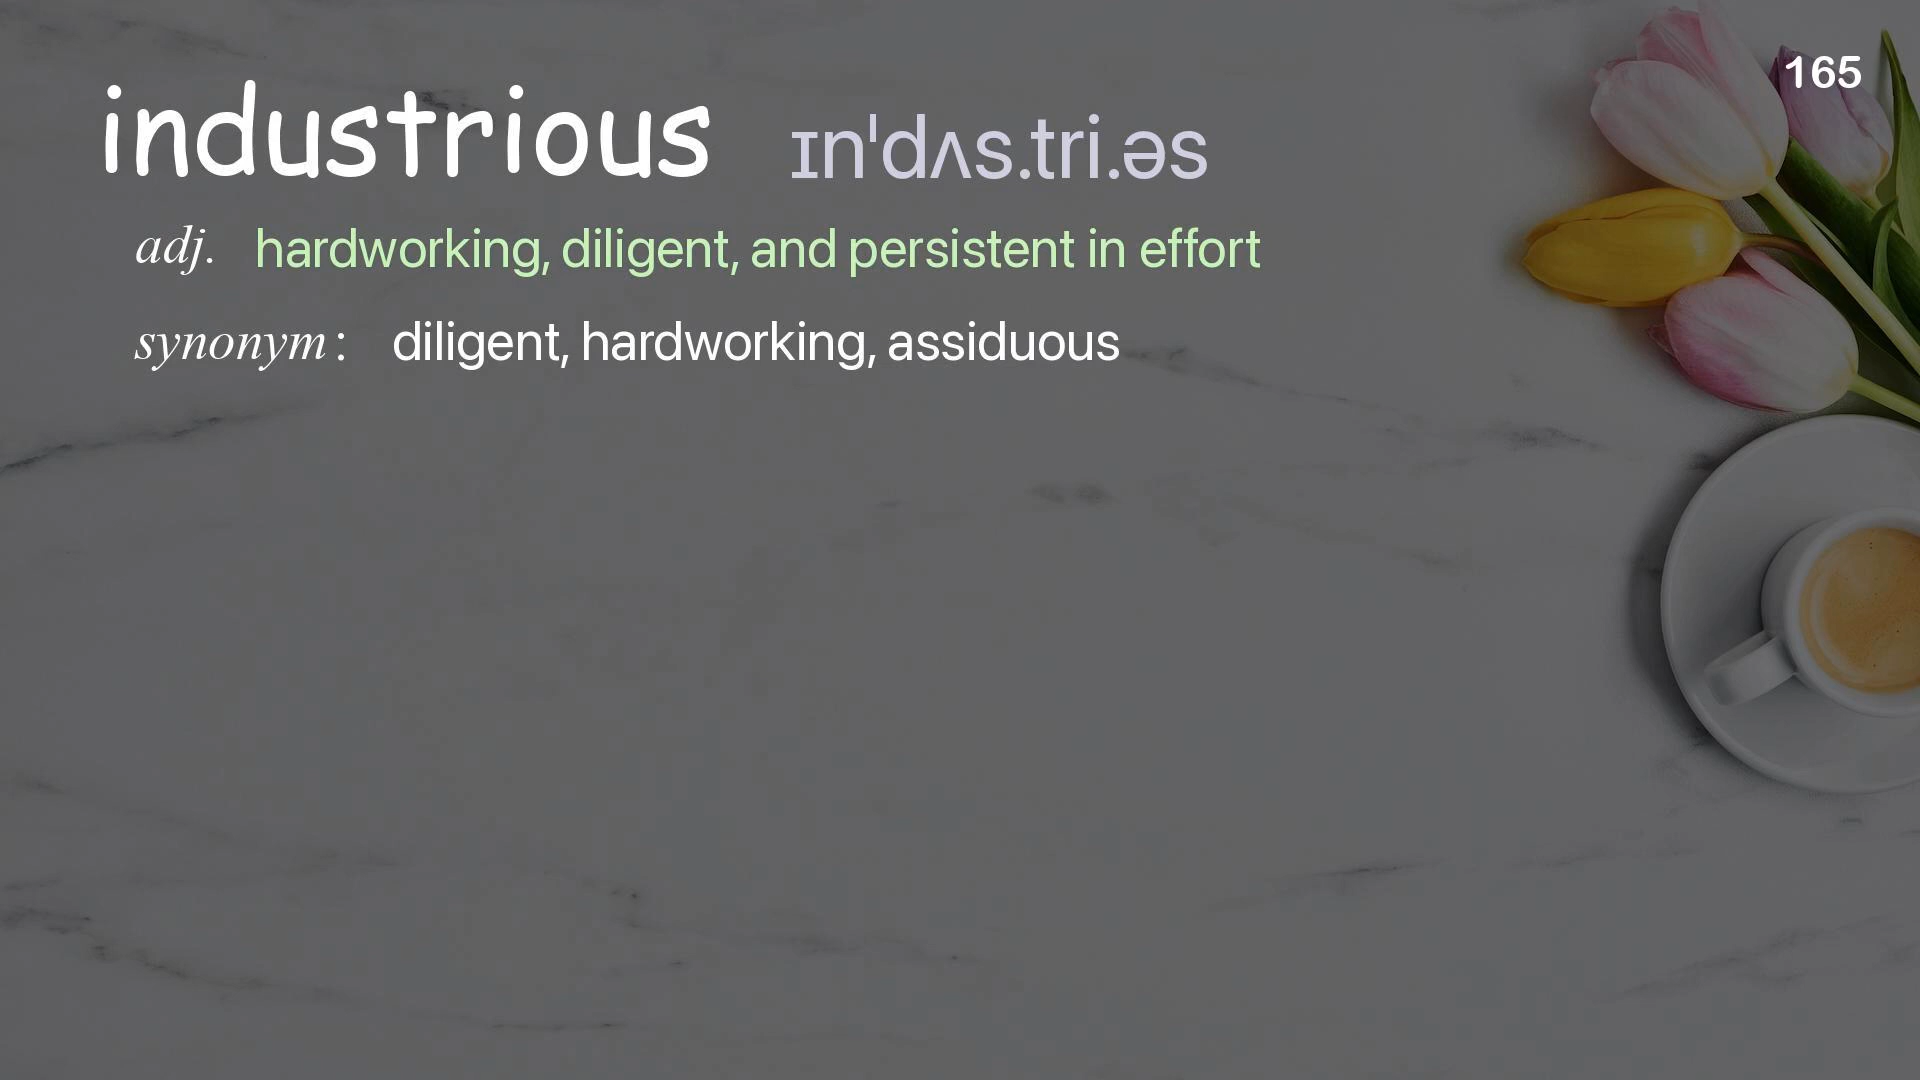 165
industrious ɪnˈdʌs.tri.əs
adj. hardworking, diligent, and persistent in effort
synonym: diligent, hardworking, assiduous